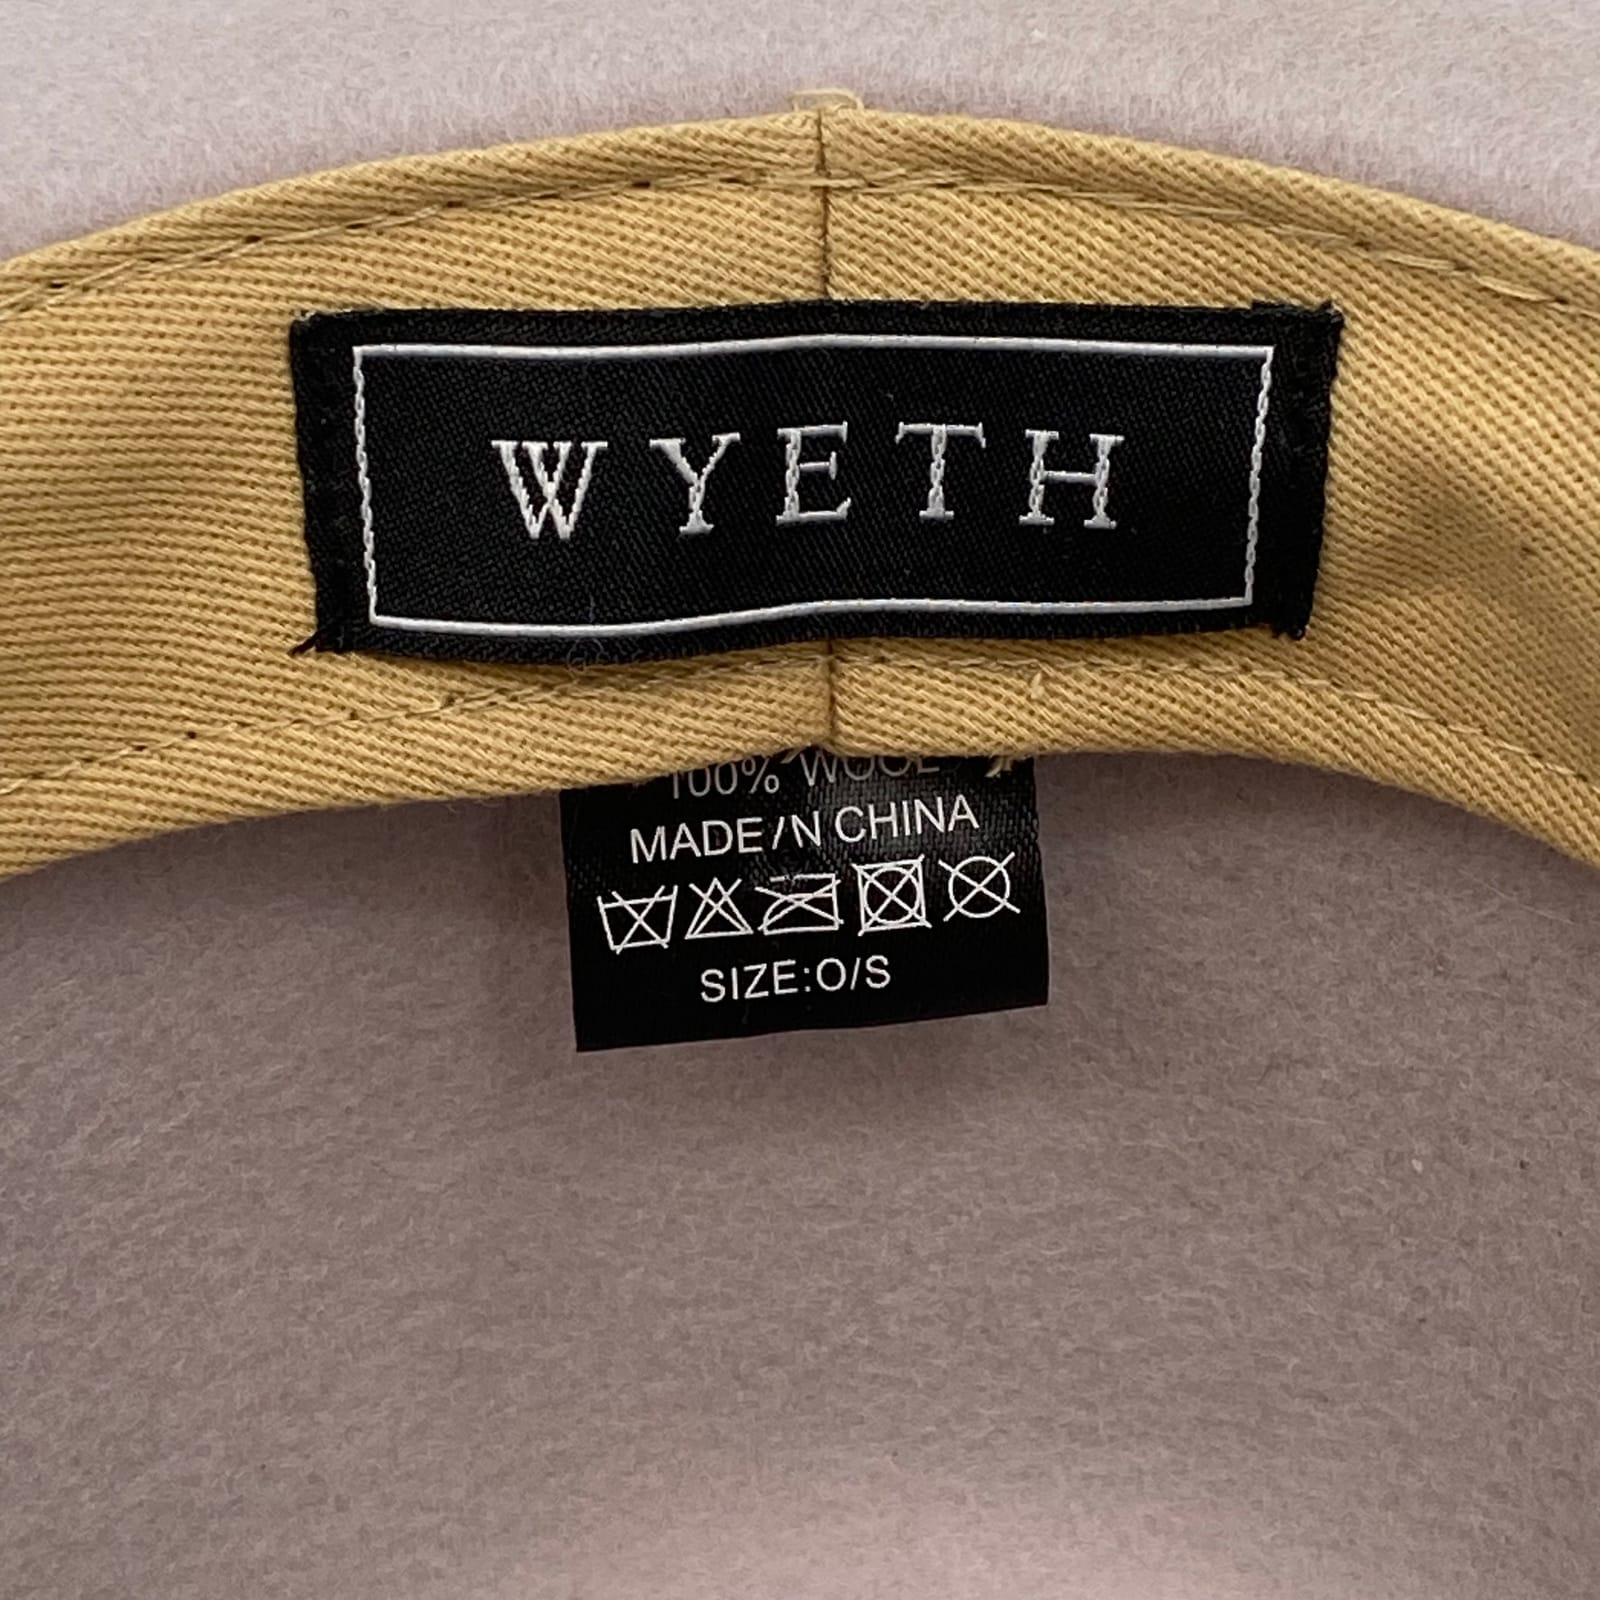 WYETH
100% WOOL
MADE IN CHINA
SIZE:O/S